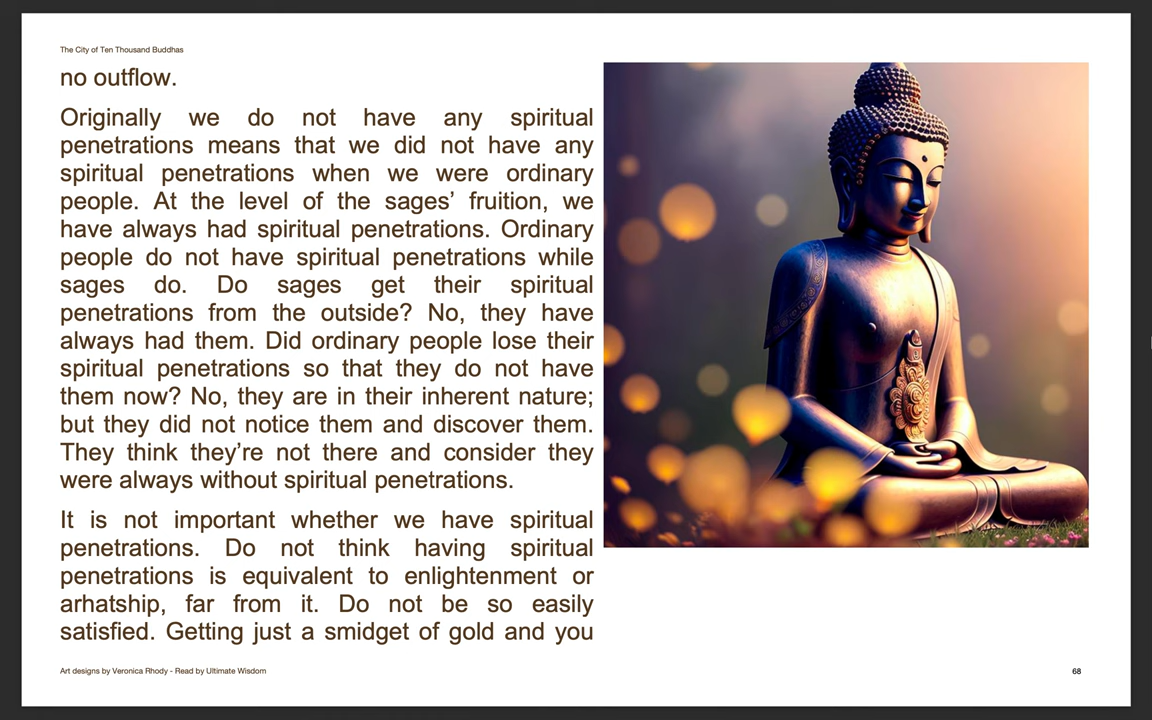 The City of Ten Thousand Buddhas
no outflow.
Originally we do not have any spiritual
penetrations means that we did not have any
spiritual penetrations when we were ordinary
people. At the level of the sages’ fruition, we
have always had spiritual penetrations. Ordinary
people do not have spiritual penetrations while
sages do. Do sages get their spiritual
penetrations from the outside? No, they have
always had them. Did ordinary people lose their
spiritual penetrations so that they do not have
them now? No, they are in their inherent nature;
but they did not notice them and discover them.
They think they’re not there and consider they
were always without spiritual penetrations.
It is not important whether we have spiritual
penetrations. Do not think having spiritual
penetrations is equivalent to enlightenment or
arhatship, far from it. Do not be so easily
satisfied. Getting just a smidget of gold and you
Art designs by Veronica Rhody - Read by Ultimate Wisdom
68